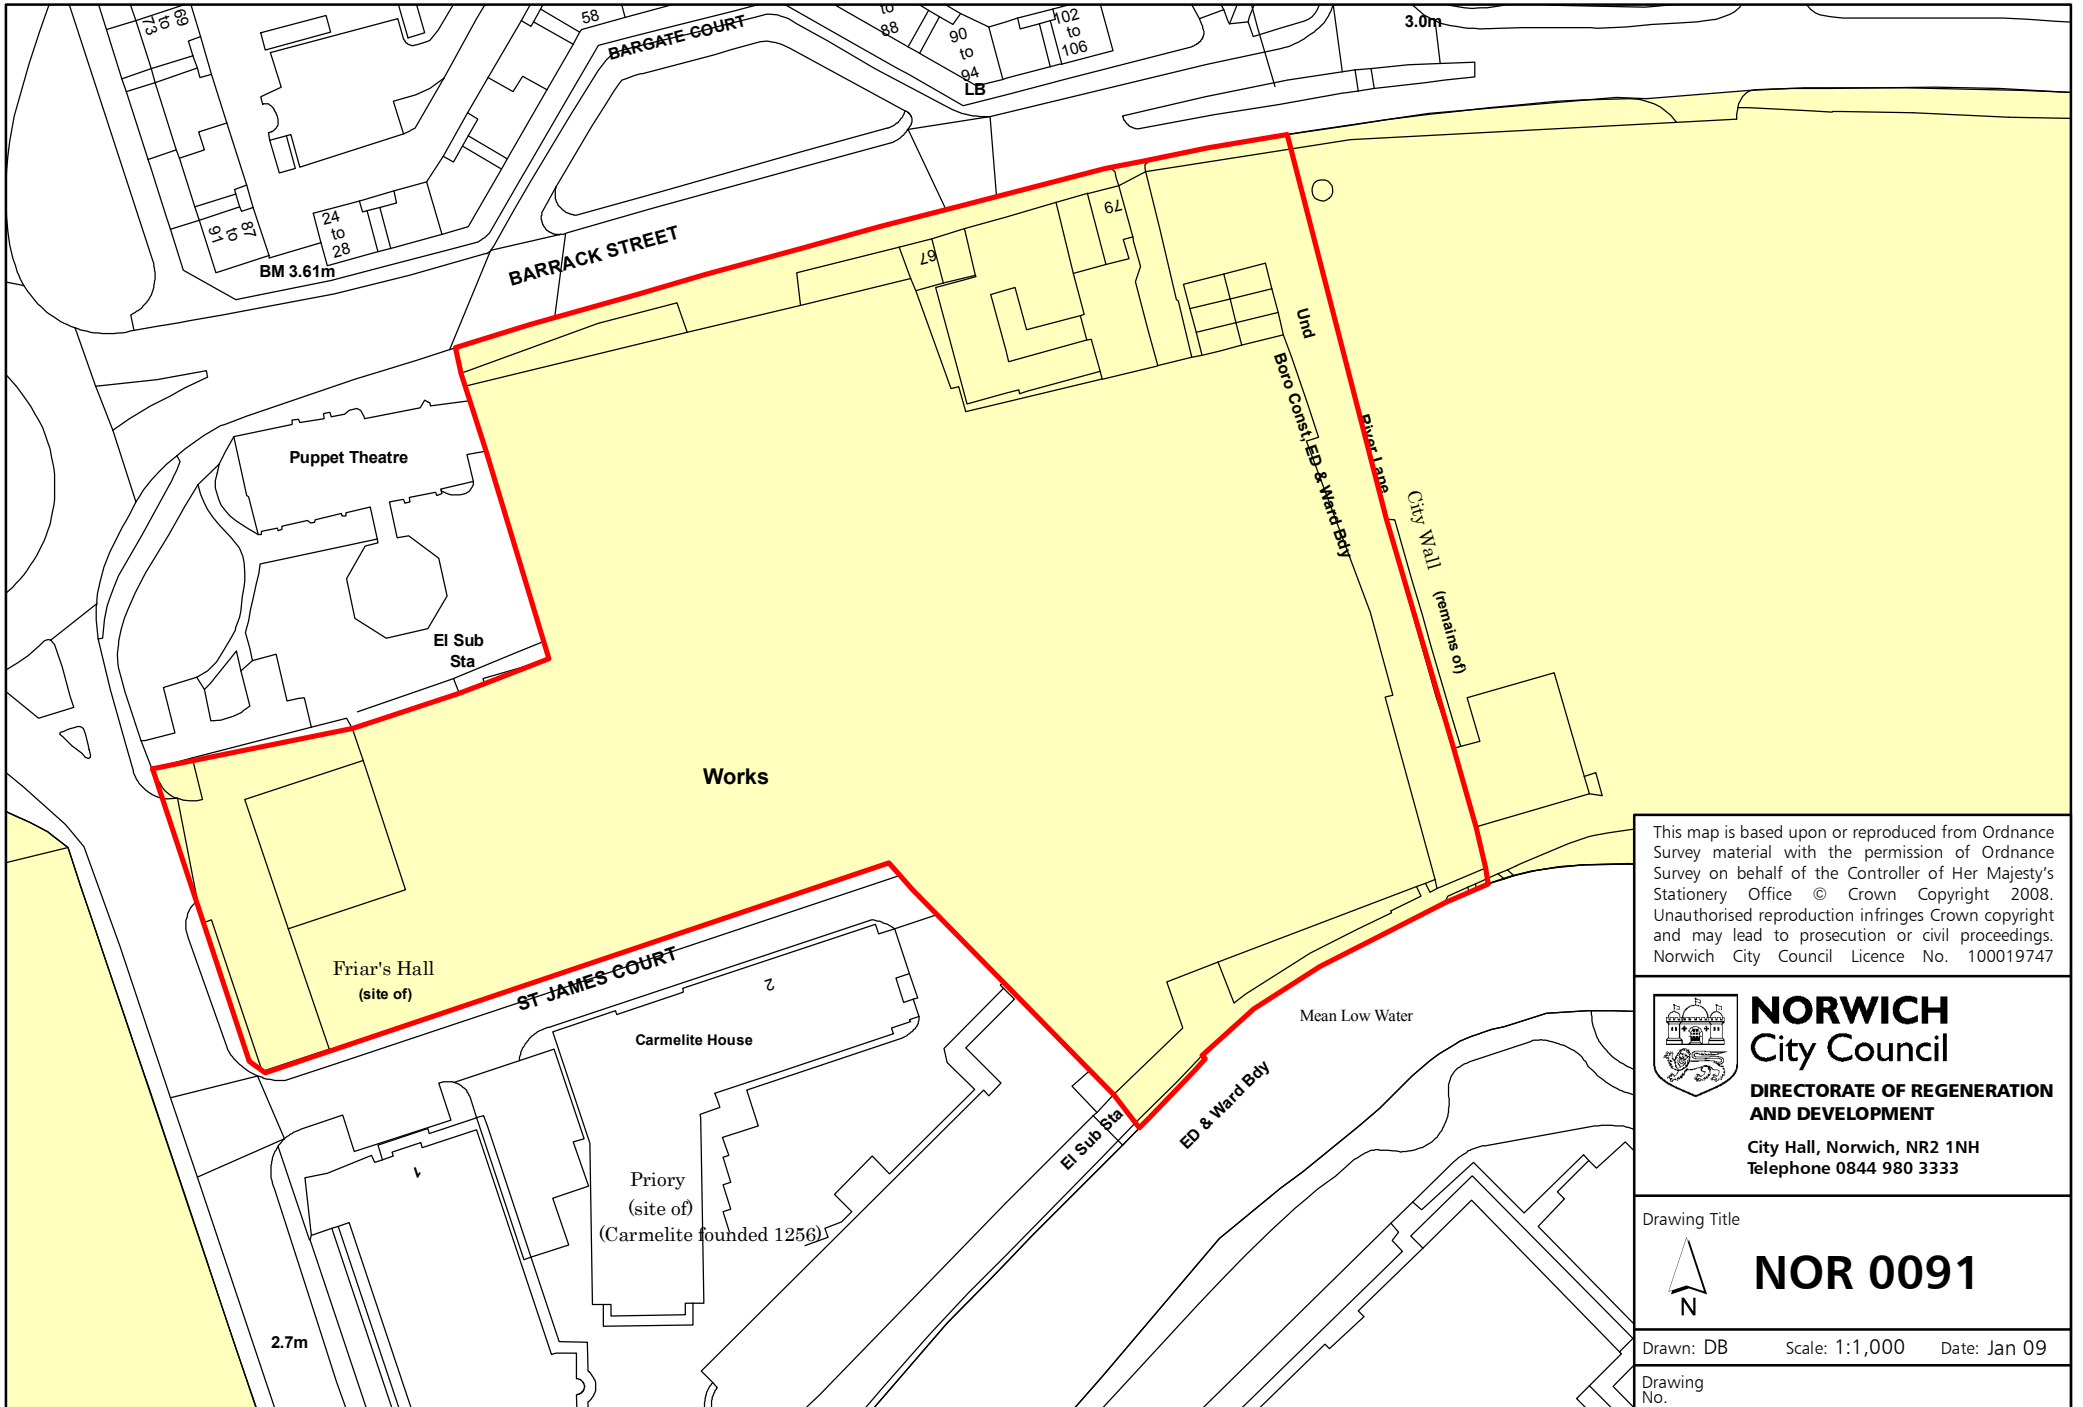 69
to
73
58
BARGATE COURT
to
88
90
to
94
LB
102
to
106
3.0m
87
to
91
24
to
28
BM 3.61m
BARRACK STREET
67
79
Und
Boro Const, ED & Ward Bdy
River Lane
City Wall
(remains of)
Puppet Theatre
El Sub
Sta
Works
Friar's Hall
(site of)
ST JAMES COURT
2
Carmelite House
1
Priory
(site of)
(Carmelite founded 1256)
El Sub Sta
ED & Ward Bdy
Mean Low Water
2.7m
This map is based upon or reproduced from Ordnance
Survey material with the permission of Ordnance
Survey on behalf of the Controller of Her Majesty's
Stationery Office © Crown Copyright 2008.
Unauthorised reproduction infringes Crown copyright
and may lead to prosecution or civil proceedings.
Norwich City Council Licence No. 100019747
NORWICH
City Council
DIRECTORATE OF REGENERATION
AND DEVELOPMENT
City Hall, Norwich, NR2 1NH
Telephone 0844 980 3333
Drawing Title
N
NOR 0091
Drawn: DB Scale: 1:1,000 Date: Jan 09
Drawing
No.